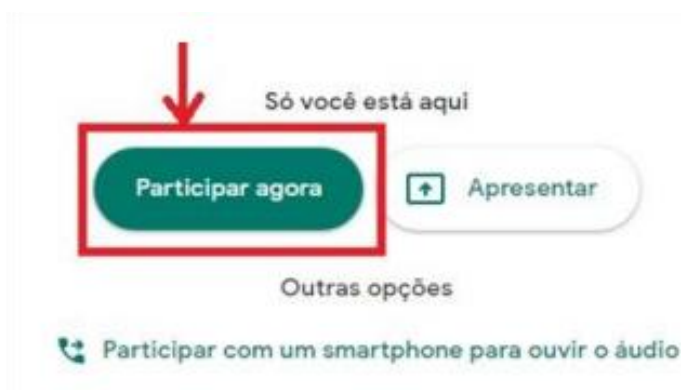 Só você está aqui
Participar agora
Apresentar
Outras opções
Participar com um smartphone para ouvir o áudio